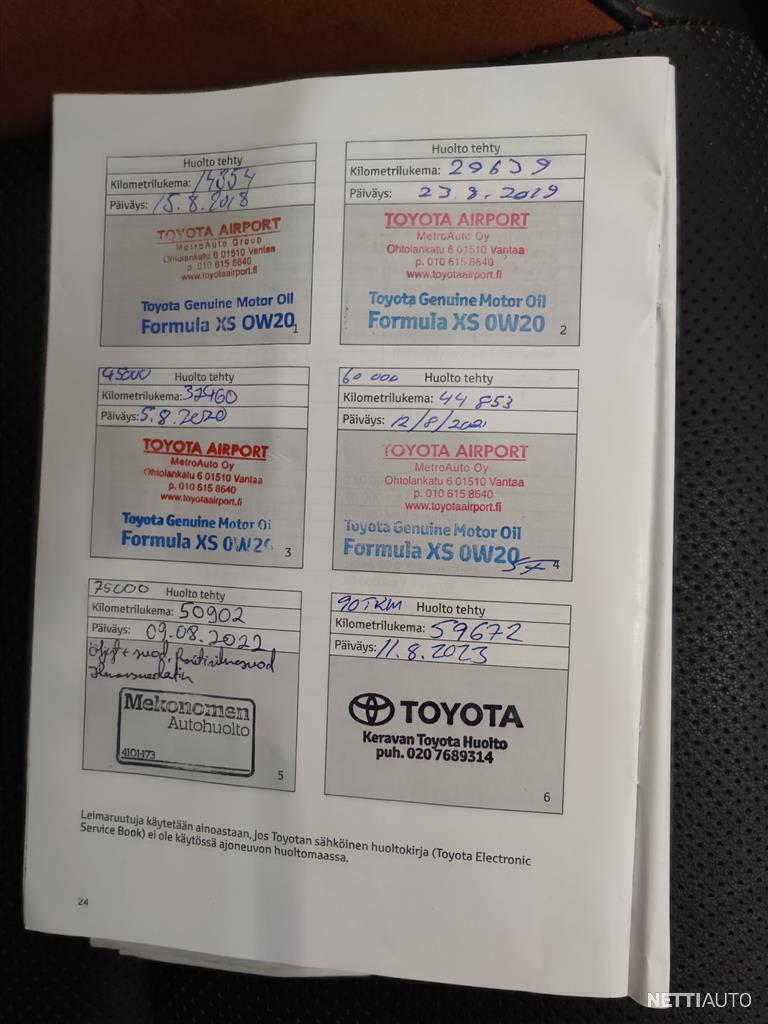 Huolto tehty
Kilometrilukema: 14354
Päiväys: 15.8.2018
TOYOTA AIRPORT
MetroAuto Group
Ohtolankatu 6 01510 Vantaa
p. 010 615 8640
www.toyotaairport.fi
Toyota Genuine Motor Oil
Formula XS 0W20
1
Huolto tehty
Kilometrilukema: 29639
Päiväys: 23.8.2019
TOYOTA AIRPORT
MetroAuto Oy
Ohtolankatu 6 01510 Vantaa
p. 010 615 8640
www.toyotaairport.fi
Toyota Genuine Motor Oil
Formula XS 0W20
2
45000 Huolto tehty
Kilometrilukema: 37460
Päiväys: 5.8.2020
TOYOTA AIRPORT
MetroAuto Oy
Ohtolankatu 6 01510 Vantaa
p. 010 615 8640
www.toyotaairport.fi
Toyota Genuine Motor Oi
Formula XS 0W20
3
60 000 Huolto tehty
Kilometrilukema: 44 853
Päiväys: 12/8/2021
TOYOTA AIRPORT
MetroAuto Oy
Ohtolankatu 6 01510 Vantaa
p. 010 615 8640
www.toyotaairport.fi
Toyota Genuine Motor Oil
Formula XS 0W20
4
75000 Huolto tehty
Kilometrilukema: 50902
Päiväys: 09.08.2022
Mekonomen
Autohuolto
4101-173
5
90TKM Huolto tehty
Kilometrilukema: 59672
Päiväys: 11.8.2023
TOYOTA
Keravan Toyota Huolto
puh. 020 7689314
6
Leimaruutuja käytetään ainoastaan, jos Toyotan sähköinen huoltokirja (Toyota Electronic
Service Book) ei ole käytössä ajoneuvon huoltomaassa.
24
NETTIAUTO